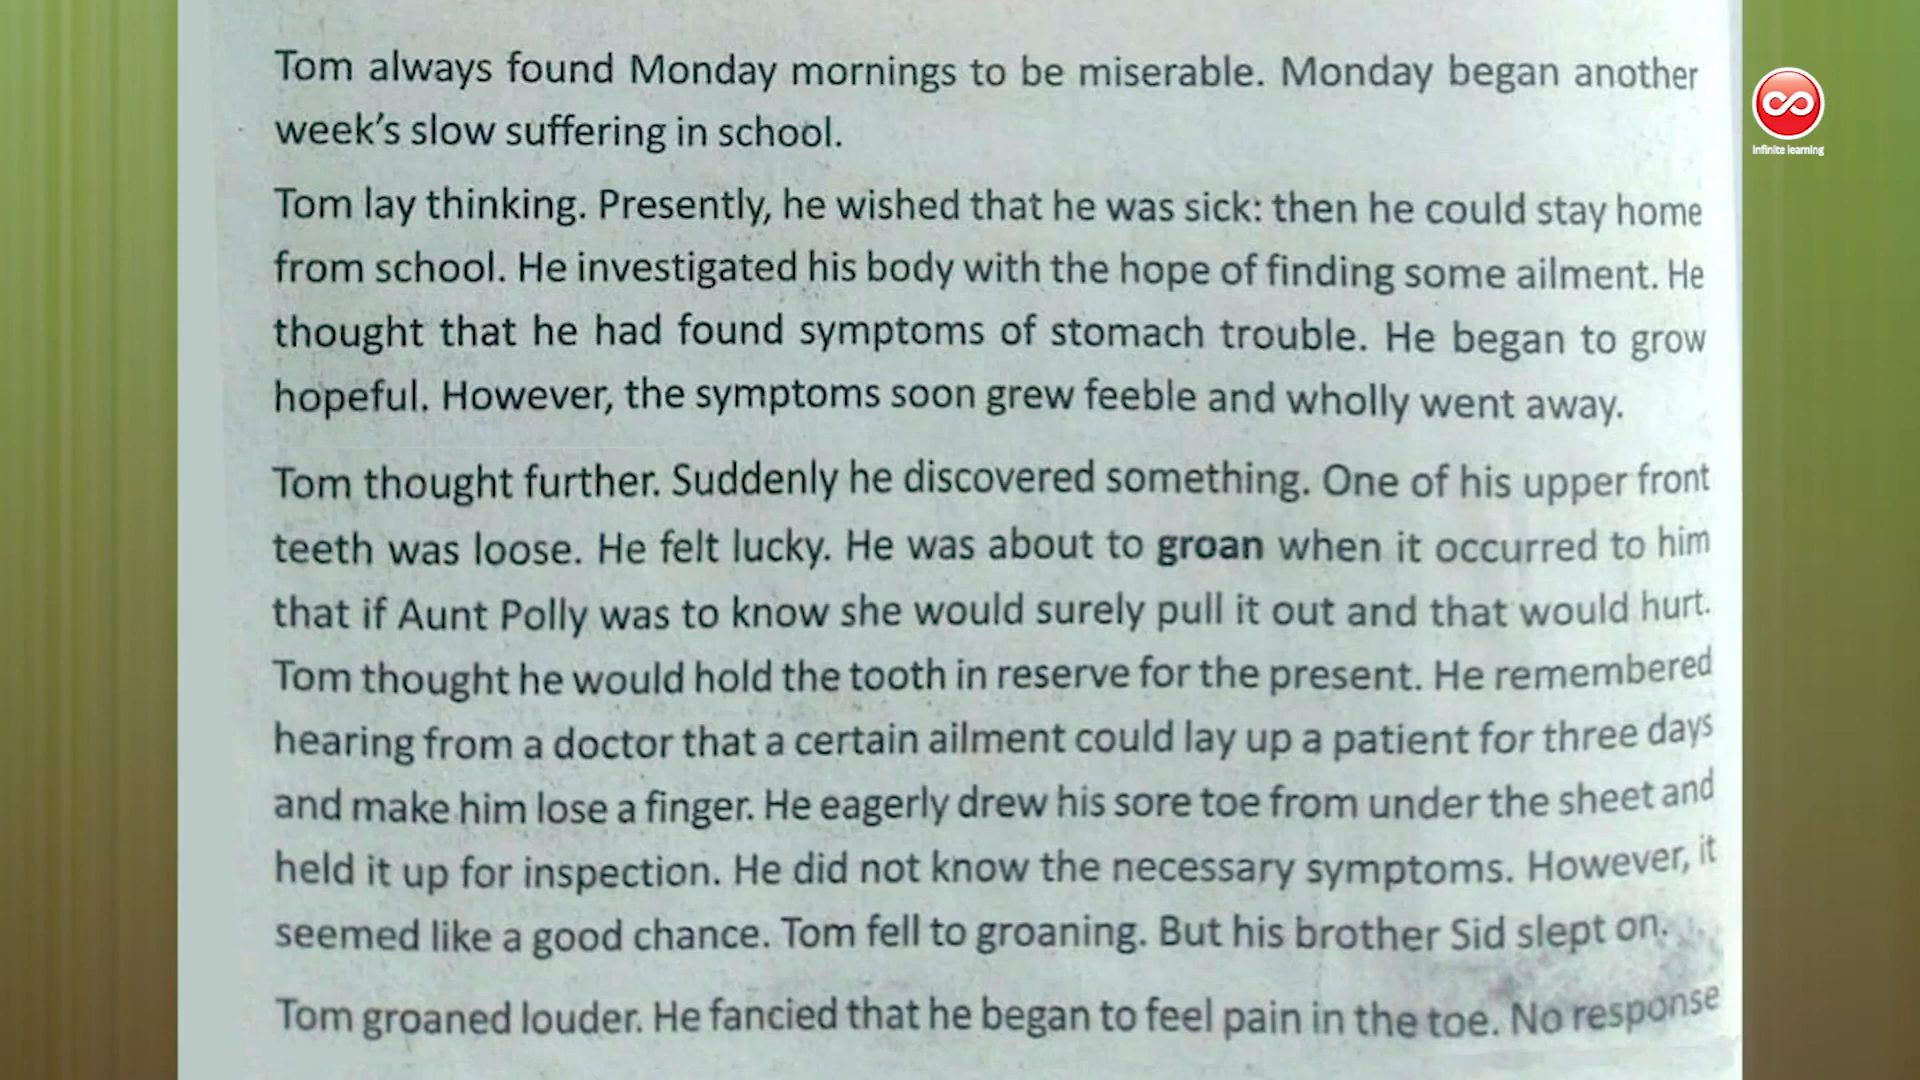 Tom always found Monday mornings to be miserable. Monday began another
week's slow suffering in school.
Tom lay thinking. Presently, he wished that he was sick: then he could stay home
from school. He investigated his body with the hope of finding some ailment. He
thought that he had found symptoms of stomach trouble. He began to grow
hopeful. However, the symptoms soon grew feeble and wholly went away.
Tom thought further. Suddenly he discovered something. One of his upper front
teeth was loose. He felt lucky. He was about to groan when it occurred to him
that if Aunt Polly was to know she would surely pull it out and that would hurt.
Tom thought he would hold the tooth in reserve for the present. He remembered
hearing from a doctor that a certain ailment could lay up a patient for three days
and make him lose a finger. He eagerly drew his sore toe from under the sheet and
held it up for inspection. He did not know the necessary symptoms. However, it
seemed like a good chance. Tom fell to groaning. But his brother Sid slept on.
Tom groaned louder. He fancied that he began to feel pain in the toe. No response
Infinite learning